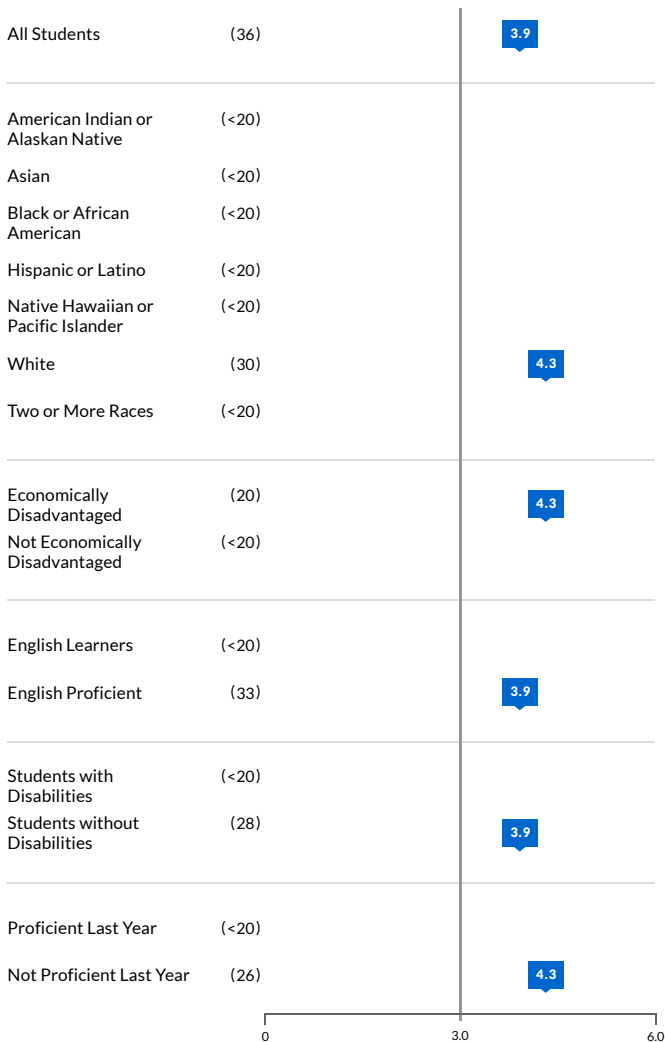 All Students (36) 3.9
American Indian or (<20)
Alaskan Native
Asian (<20)
Black or African (<20)
American
Hispanic or Latino (<20)
Native Hawaiian or (<20)
Pacific Islander
White (30) 4.3
Two or More Races (<20)
Economically (20) 4.3
Disadvantaged
Not Economically (<20)
Disadvantaged
English Learners (<20)
English Proficient (33) 3.9
Students with (<20)
Disabilities
Students without (28) 3.9
Disabilities
Proficient Last Year (<20)
Not Proficient Last Year (26) 4.3
0 3.0 6.0